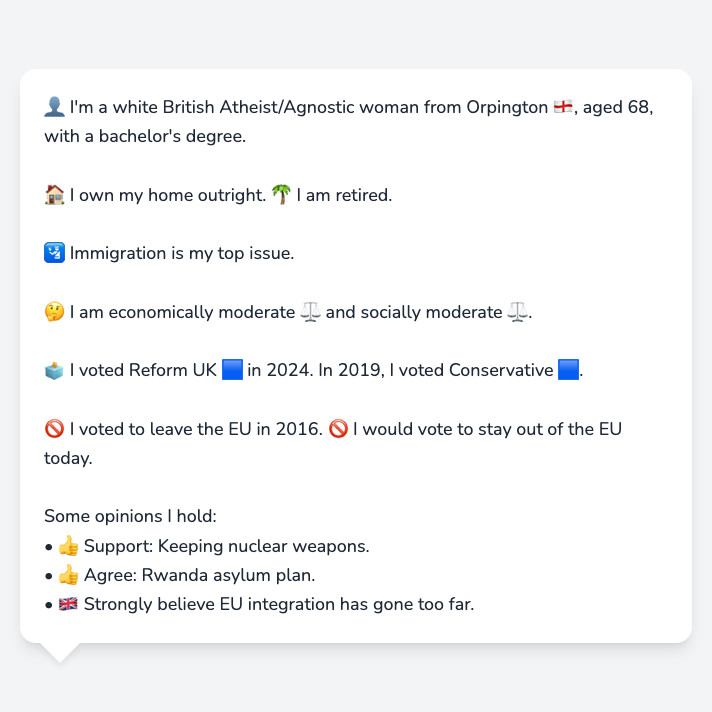 👤 I'm a white British Atheist/Agnostic woman from Orpington 🏴󠁧󠁢󠁥󠁮󠁧󠁿, aged 68,
with a bachelor's degree.
🏠 I own my home outright. 🌴 I am retired.
🛂 Immigration is my top issue.
🤔 I am economically moderate ⚖️ and socially moderate ⚖️.
🗳️ I voted Reform UK 🟦 in 2024. In 2019, I voted Conservative 🟦.
🚫 I voted to leave the EU in 2016. 🚫 I would vote to stay out of the EU
today.
Some opinions I hold:
• 👍 Support: Keeping nuclear weapons.
• 👍 Agree: Rwanda asylum plan.
• 🇬🇧 Strongly believe EU integration has gone too far.